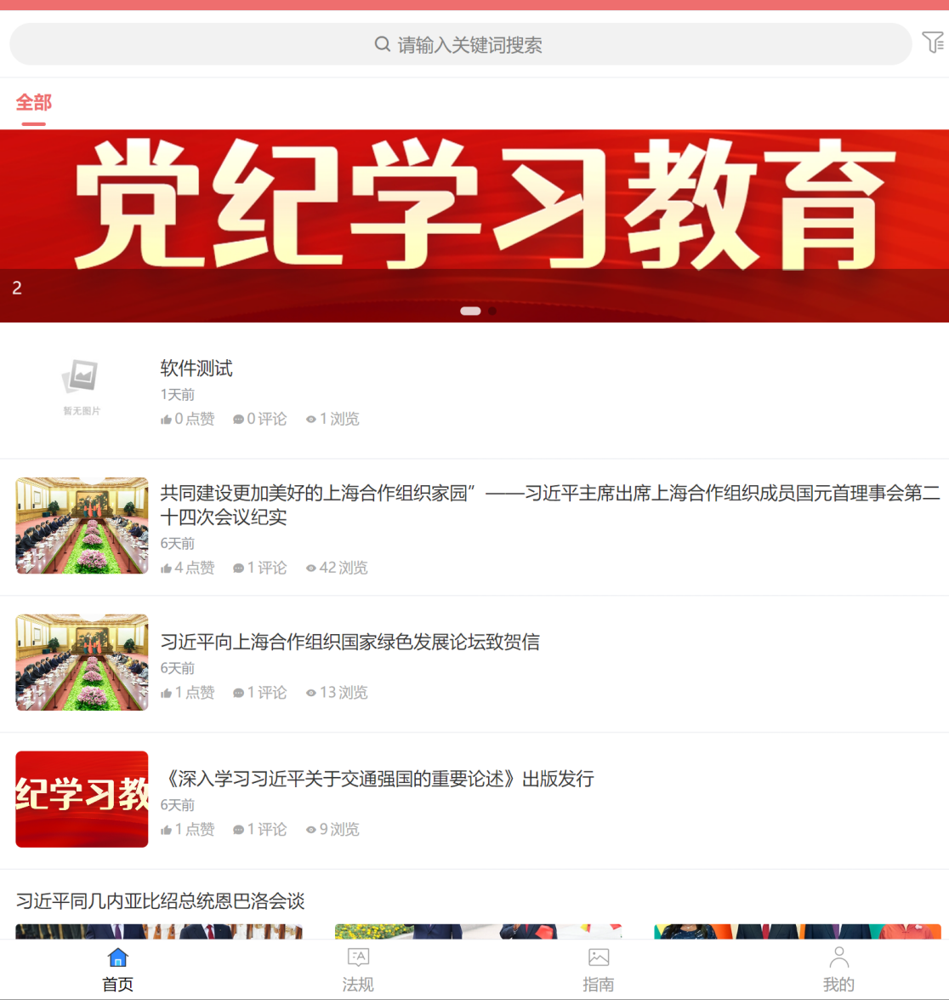 请输入关键词搜索
全部
党纪学习教育
2
暂无图片
软件测试
1天前
0 点赞 0 评论 1 浏览
共同建设更加美好的上海合作组织家园”——习近平主席出席上海合作组织成员国元首理事会第二
十四次会议纪实
6天前
4 点赞 1 评论 42 浏览
习近平向上海合作组织国家绿色发展论坛致贺信
6天前
1 点赞 1 评论 13 浏览
纪学习教
《深入学习习近平关于交通强国的重要论述》出版发行
6天前
1 点赞 1 评论 9 浏览
习近平同几内亚比绍总统恩巴洛会谈
首页 法规 指南 我的